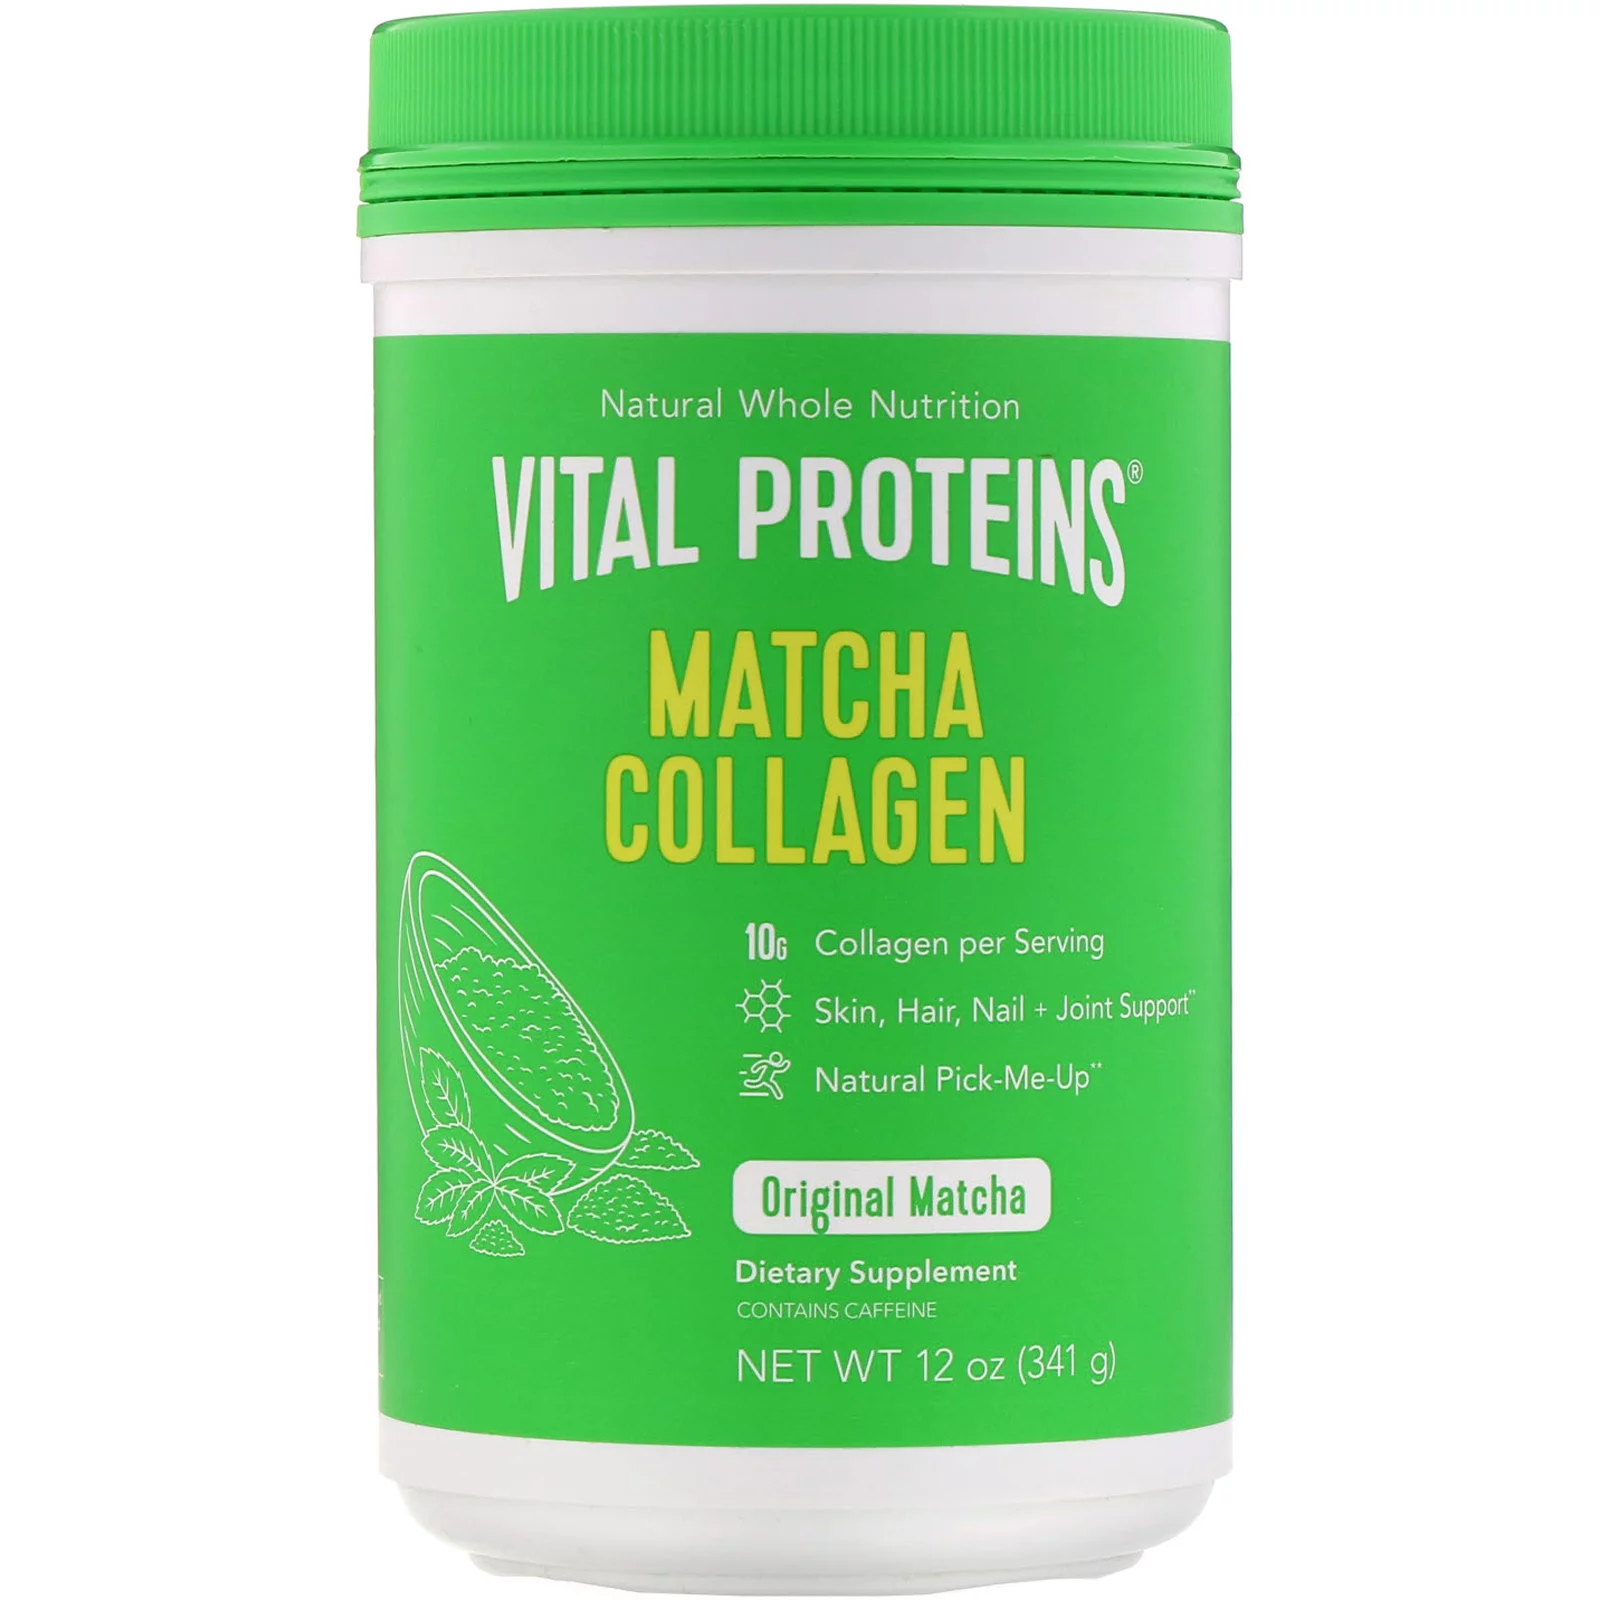 Natural Whole Nutrition
VITAL PROTEINS®
MATCHA
COLLAGEN
10G Collagen per Serving
Skin, Hair, Nail + Joint Support**
Natural Pick-Me-Up**
Original Matcha
Dietary Supplement
CONTAINS CAFFEINE
NET WT 12 oz (341 g)